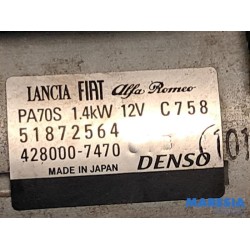 LANCIA FIAT Alfa Romeo
PA70S 1.4kW 12V C758
51872564
428000-7470
DENSO
MADE IN JAPAN